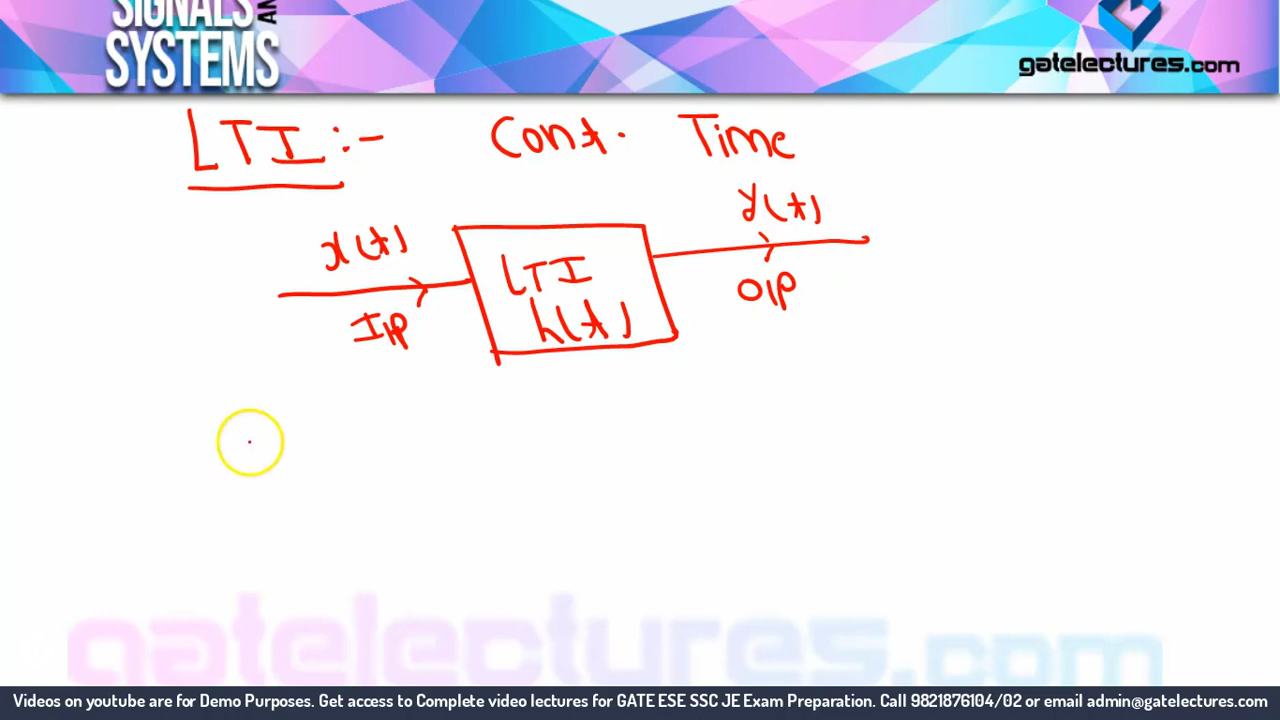 SIGNALS AND
SYSTEMS
gatelectures.com
LTI :- Cont. Time
x(t)
I/P
LTI
h(t)
y(t)
O/P
gatelectures.com
Videos on youtube are for Demo Purposes. Get access to Complete video lectures for GATE ESE SSC JE Exam Preparation. Call 9821876104/02 or email admin@gatelectures.com